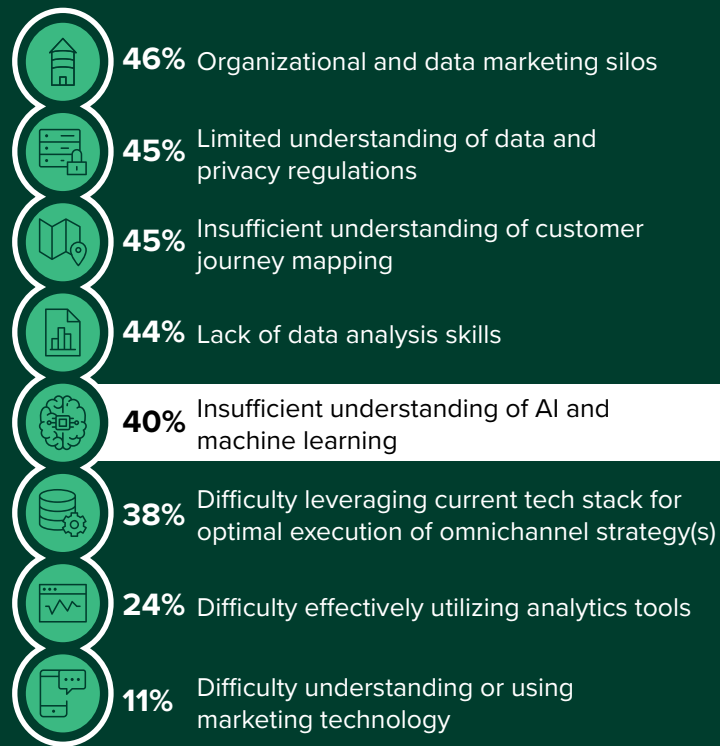 46% Organizational and data marketing silos
45% Limited understanding of data and
privacy regulations
45% Insufficient understanding of customer
journey mapping
44% Lack of data analysis skills
40% Insufficient understanding of AI and
machine learning
38% Difficulty leveraging current tech stack for
optimal execution of omnichannel strategy(s)
24% Difficulty effectively utilizing analytics tools
11% Difficulty understanding or using
marketing technology